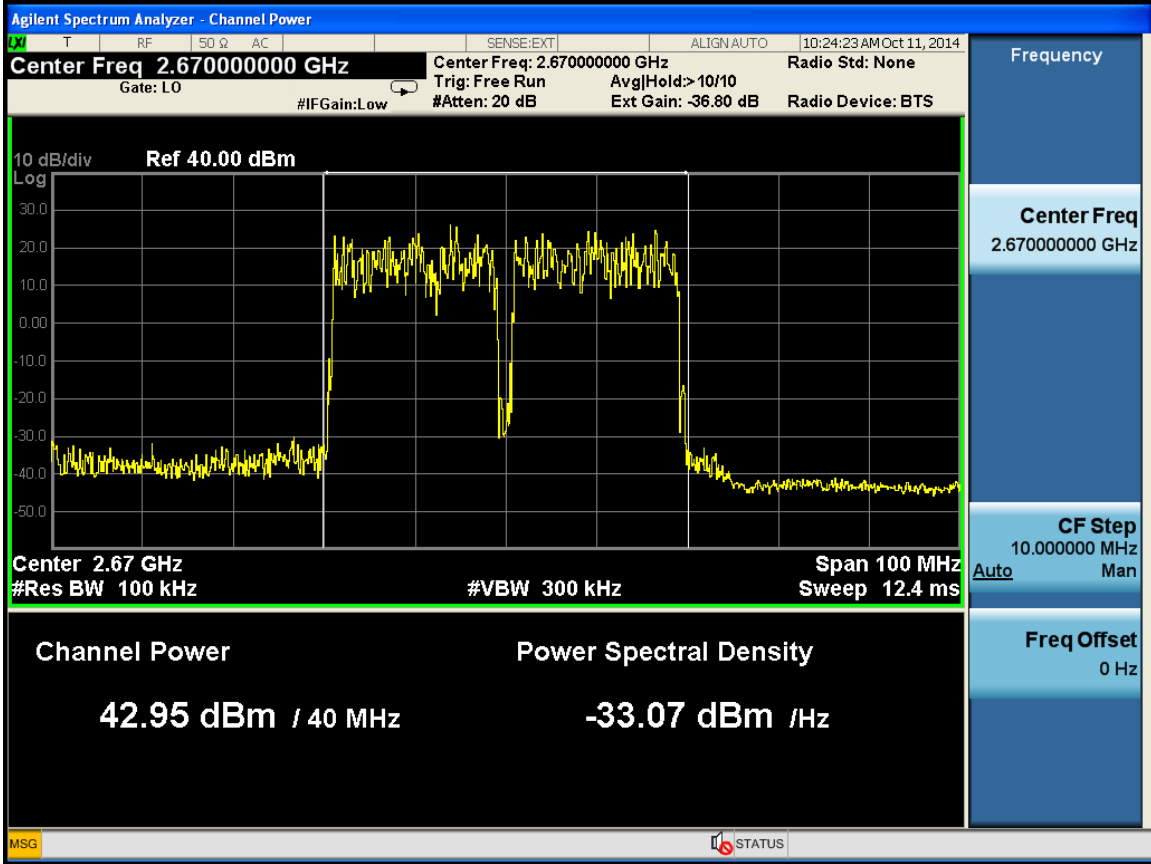 Agilent Spectrum Analyzer - Channel Power
LXI T RF 50 Ω AC SENSE:EXT ALIGN AUTO 10:24:23 AM Oct 11, 2014
Center Freq 2.670000000 GHz
Gate: LO
#IFGain:Low
Center Freq: 2.670000000 GHz
Trig: Free Run Avg|Hold:>10/10
#Atten: 20 dB Ext Gain: -36.80 dB
Radio Std: None
Radio Device: BTS
10 dB/div Ref 40.00 dBm
Log
30.0
20.0
10.0
0.00
-10.0
-20.0
-30.0
-40.0
-50.0
Center 2.67 GHz Span 100 MHz
#Res BW 100 kHz #VBW 300 kHz Sweep 12.4 ms
Channel Power Power Spectral Density
42.95 dBm / 40 MHz -33.07 dBm /Hz
Frequency
Center Freq
2.670000000 GHz
CF Step
10.000000 MHz
Auto Man
Freq Offset
0 Hz
MSG STATUS